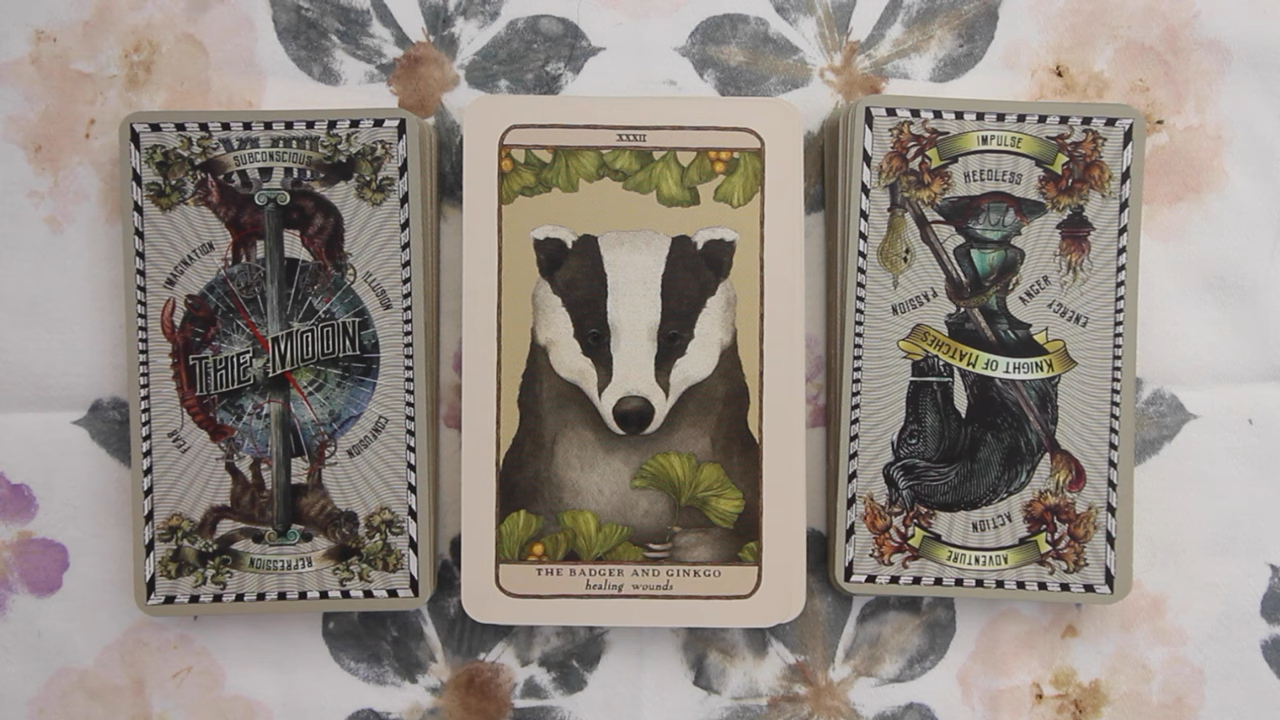 SUBCONSCIOUS
IMAGINATION
ILLUSION
THE MOON
FEAR
CONFUSION
REPRESSION
XXXII
THE BADGER AND GINKGO
healing wounds
IMPULSE
HEEDLESS
PASSION
ANGER
ENERGY
KNIGHT OF MATCHES
ACTION
ADVENTURE